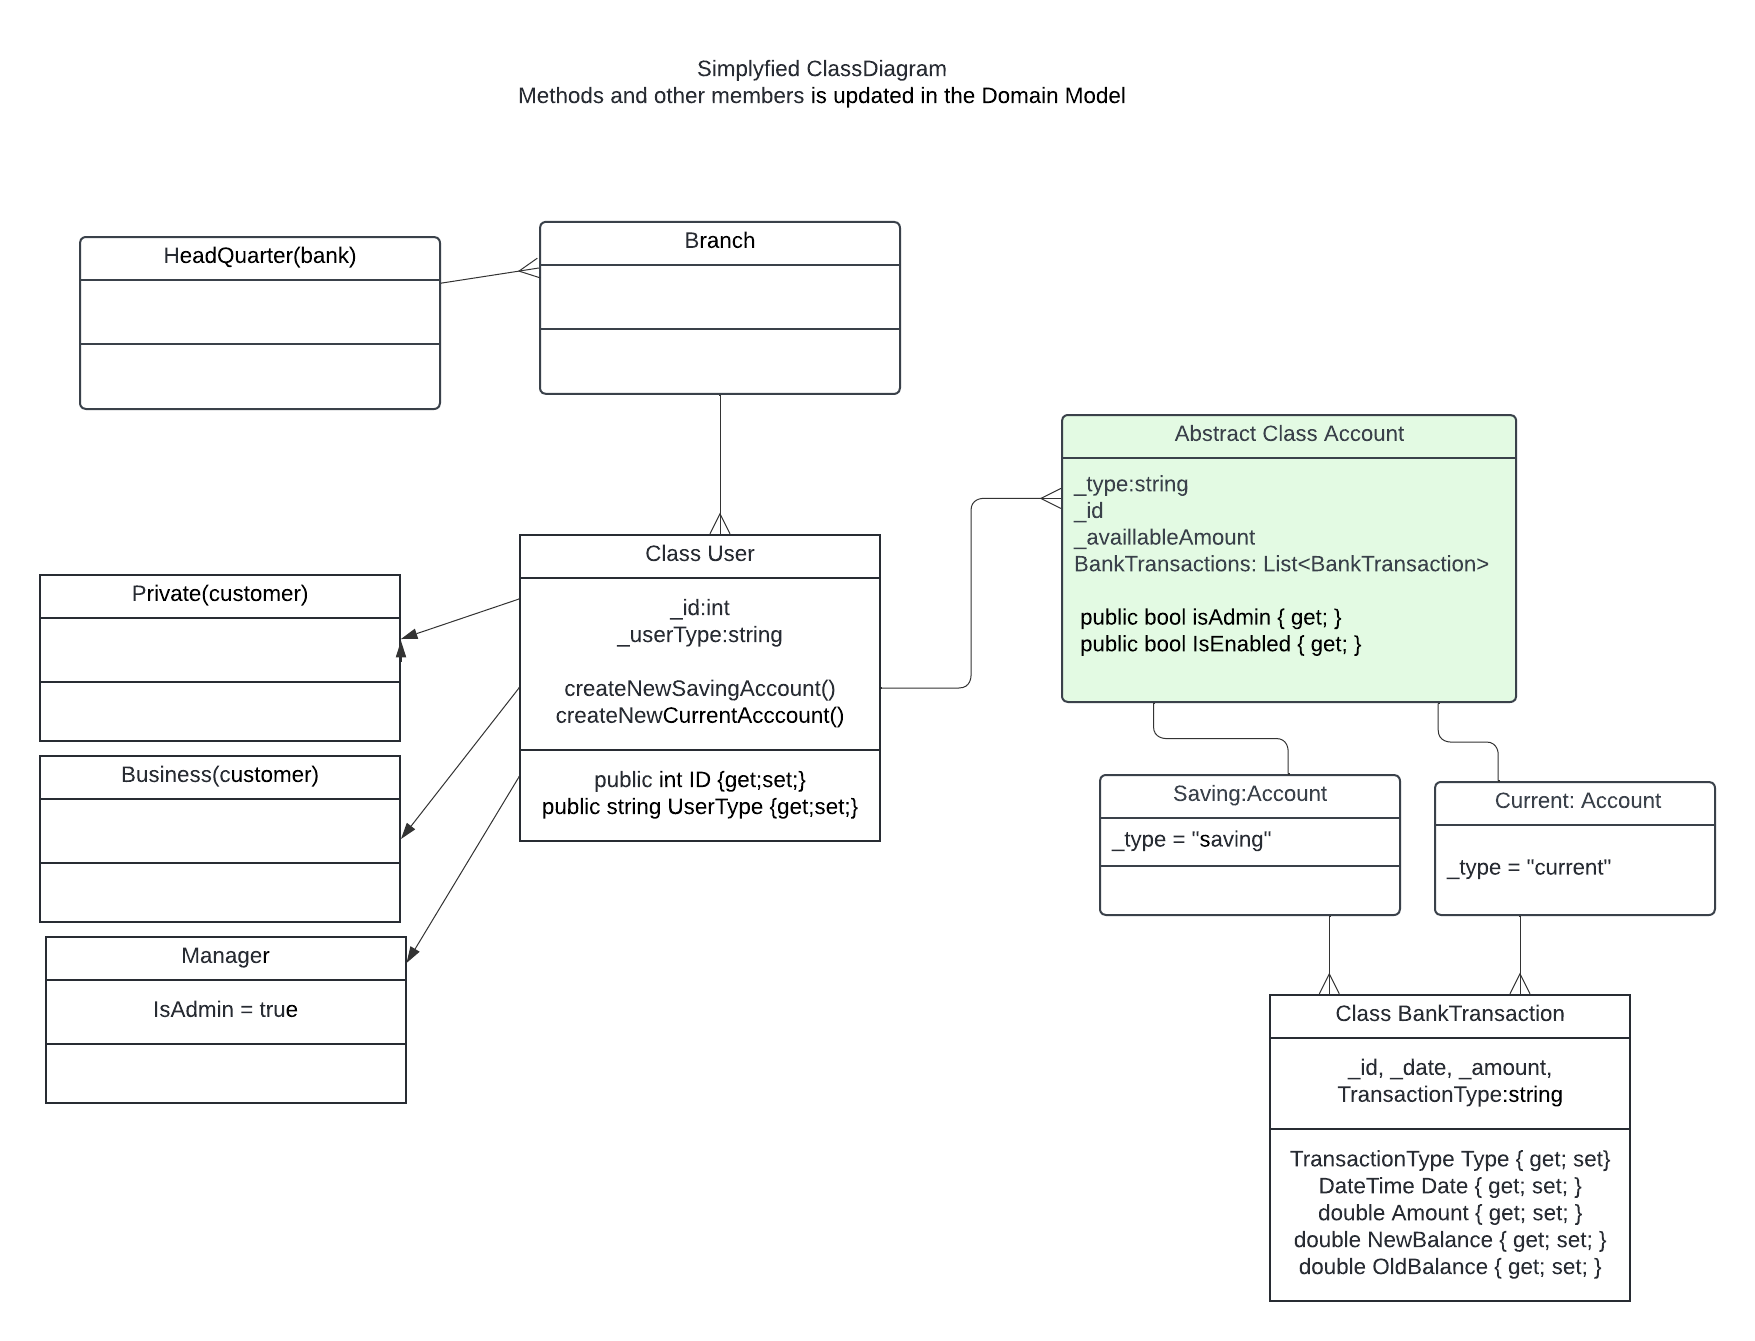 Simplyfied ClassDiagram
Methods and other members is updated in the Domain Model
HeadQuarter(bank)
Branch
Abstract Class Account
_type:string
_id
_availlableAmount
BankTransactions: List<BankTransaction>
public bool isAdmin { get; }
public bool IsEnabled { get; }
Class User
_id:int
_userType:string
createNewSavingAccount()
createNewCurrentAcccount()
public int ID {get;set;}
public string UserType {get;set;}
Private(customer)
Business(customer)
Manager
IsAdmin = true
Saving:Account
_type = "saving"
Current: Account
_type = "current"
Class BankTransaction
_id, _date, _amount,
TransactionType:string
TransactionType Type { get; set}
DateTime Date { get; set; }
double Amount { get; set; }
double NewBalance { get; set; }
double OldBalance { get; set; }